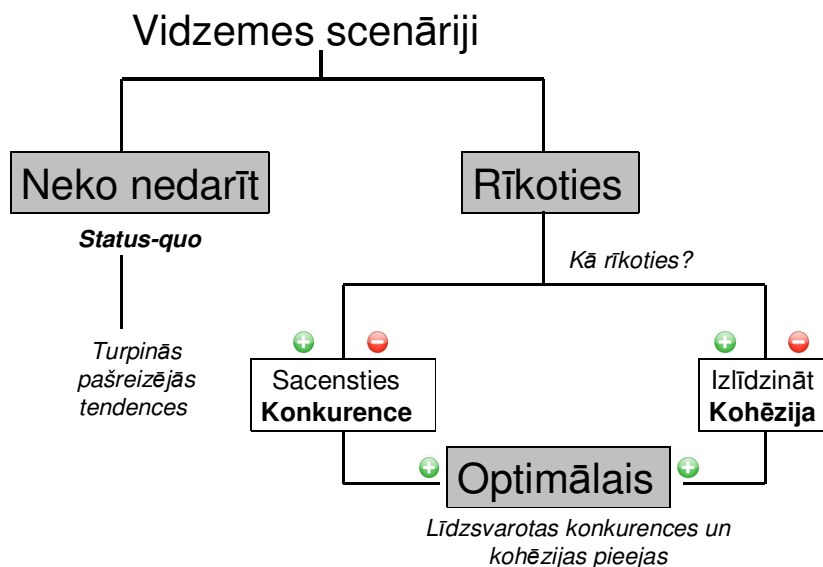 Vidzemes scenāriji
Neko nedarīt
Rīkoties
Status-quo
Kā rīkoties?
Turpinās
pašreizējās
tendences
Sacensties
Konkurence
Izlīdzināt
Kohēzija
Optimālais
Līdzsvarotas konkurences un
kohēzijas pieejas